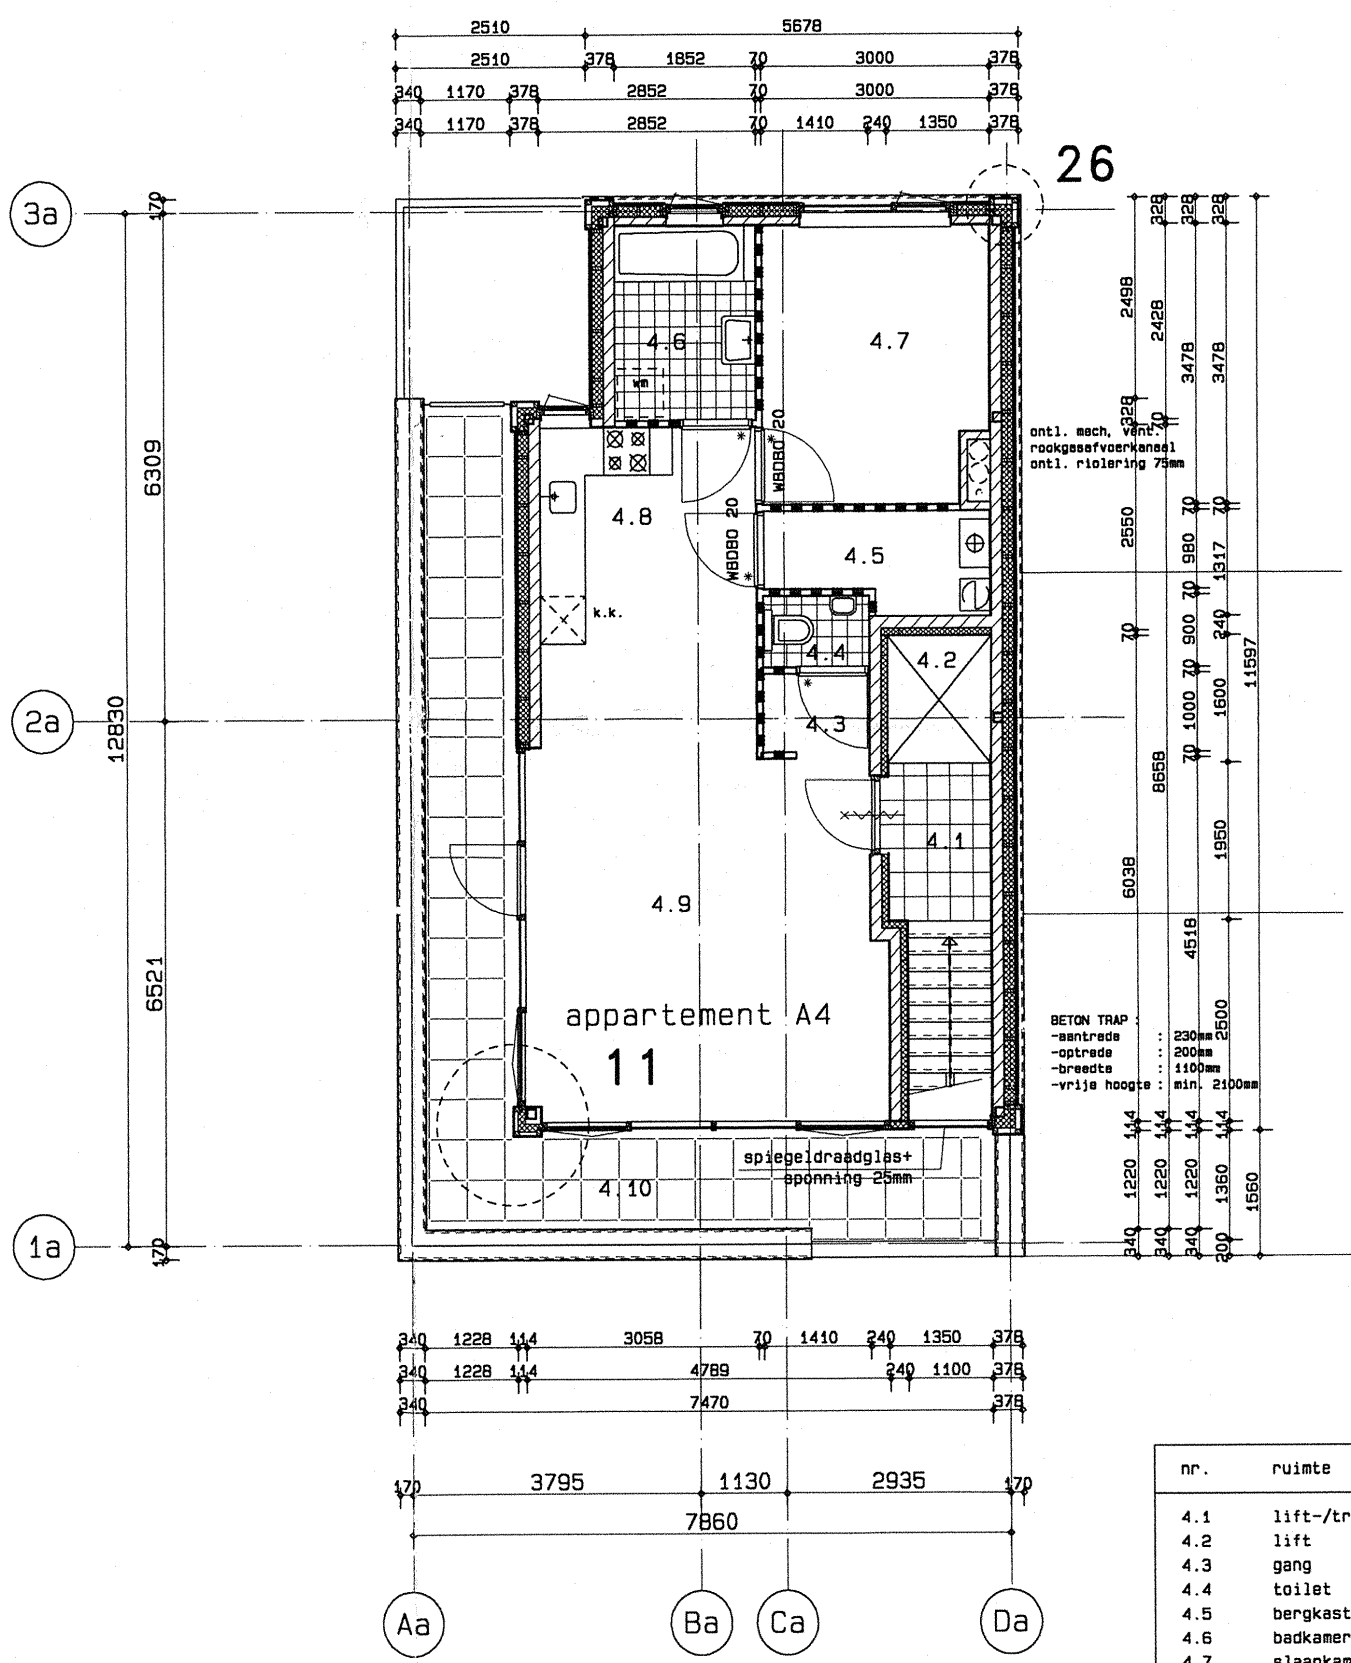 2510 5678
2510 378 1852 70 3000 378
340 1170 378 2852 70 3000 378
340 1170 378 2852 70 1410 240 1350 378
26
3a
170
328 328 328
2498
2428
3478 3478
4.6
4.7
wm
WBDBO 20
328 70
ontl. mech. vent.
rookgasafvoerkanaal
ontl. riolering 75mm
6309
4.8
WBDBO 20
4.5
2550
70 70
980 1317
70
k.k.
4.4
4.2
70
900 240
70
11597
2a
12830
4.3
1000 1600
70
8658
4.1
1950
6038
4.9
4518
6521
appartement A4
11
2500
BETON TRAP :
-aantrede : 230mm
-optrede : 200mm
-breedte : 1100mm
-vrije hoogte : min. 2100mm
114 114 114 114
spiegeldraadglas+
sponning 25mm
4.10
1220 1220 1220 1360 1560
1a
170
340 340 340 200
340 1228 114 3058 70 1410 240 1350 378
340 1228 114 4789 240 1100 378
340 7470 378
170 3795 1130 2935 170
7860
Aa Ba Ca Da
nr. ruimte
4.1 lift-/tr
4.2 lift
4.3 gang
4.4 toilet
4.5 bergkast
4.6 badkamer
4.7 slaapkam